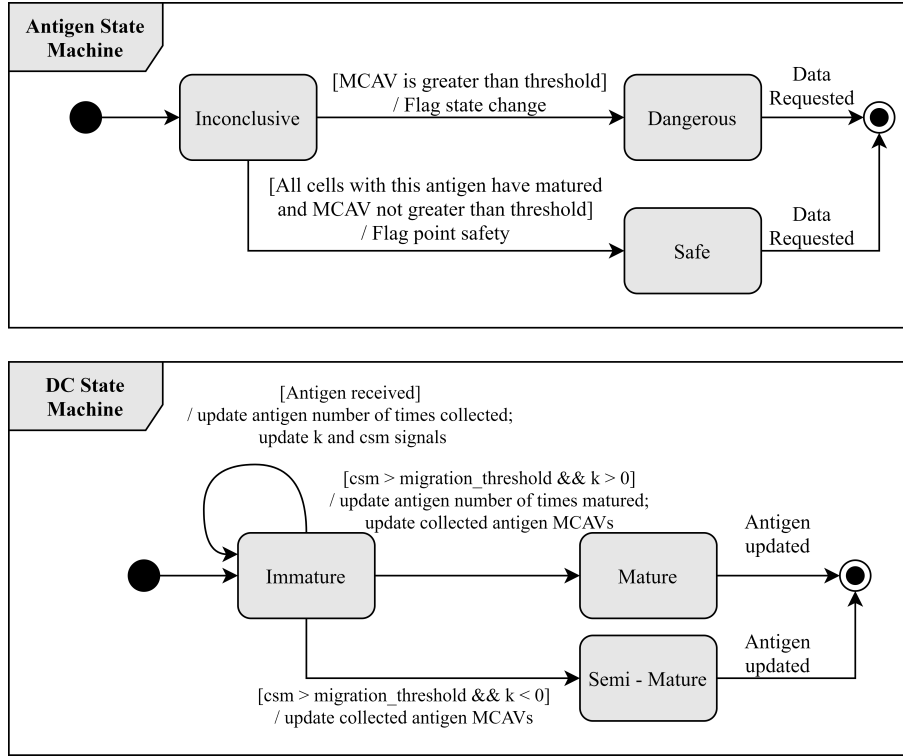 Antigen State
Machine
[MCAV is greater than threshold]
/ Flag state change
Data
Requested
Inconclusive
Dangerous
[All cells with this antigen have matured
and MCAV not greater than threshold]
/ Flag point safety
Data
Requested
Safe
DC State
Machine
[Antigen received]
/ update antigen number of times collected;
update k and csm signals
[csm > migration_threshold && k > 0]
/ update antigen number of times matured;
update collected antigen MCAVs
Antigen
updated
Immature
Mature
Antigen
updated
Semi - Mature
[csm > migration_threshold && k < 0]
/ update collected antigen MCAVs